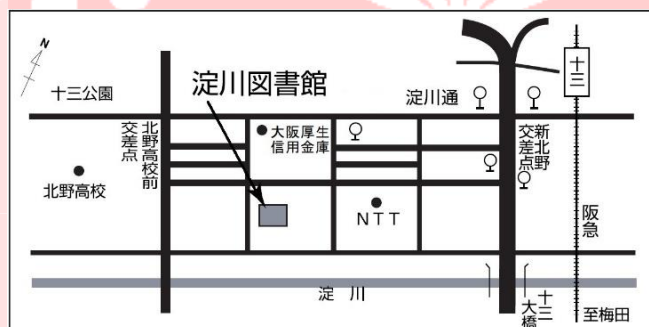 N
十三公園
淀川図書館
淀川通
十三
北野高校前
交差点
大阪厚生
信用金庫
新北野
交差点
北野高校
NTT
阪急
淀川
十三
大橋
至梅田